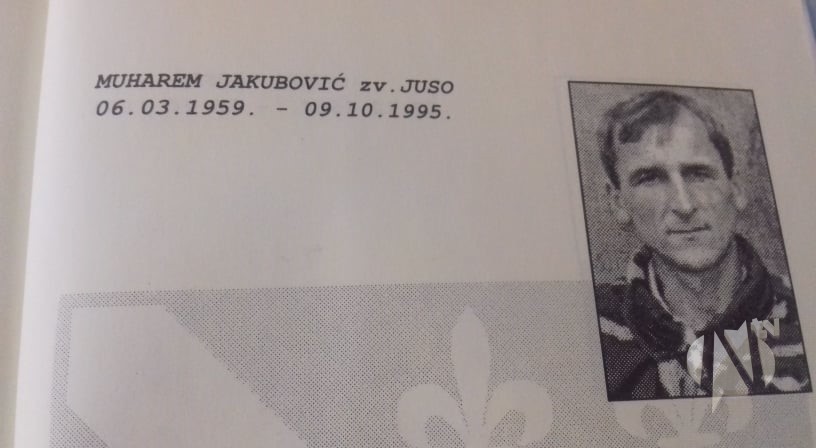 MUHAREM JAKUBOVIĆ zv.JUSO
06.03.1959. - 09.10.1995.